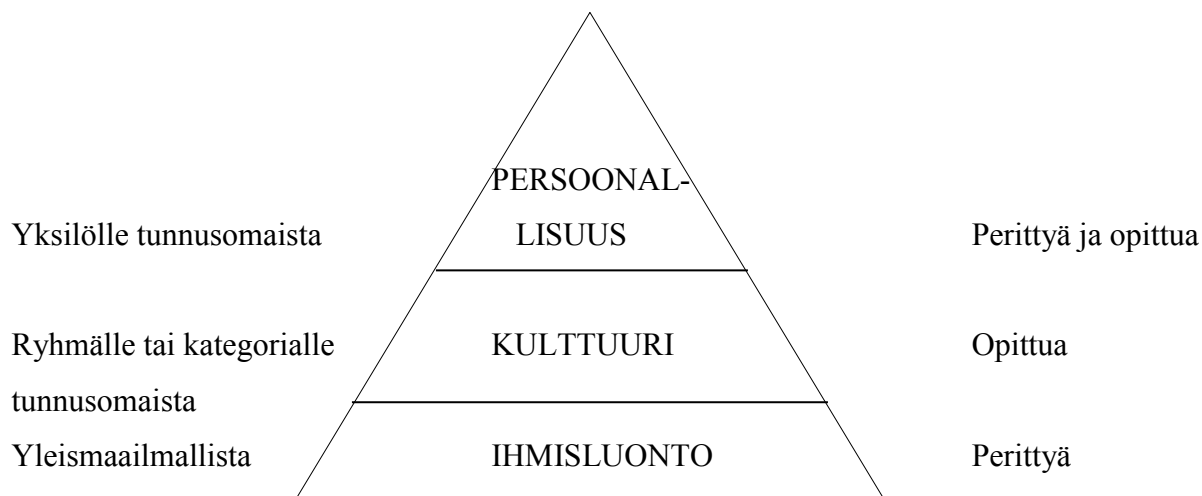 PERSOONAL-
Yksilölle tunnusomaista LISUUS Perittyä ja opittua
Ryhmälle tai kategorialle KULTTUURI Opittua
tunnusomaista
Yleismaailmallista IHMISLUONTO Perittyä